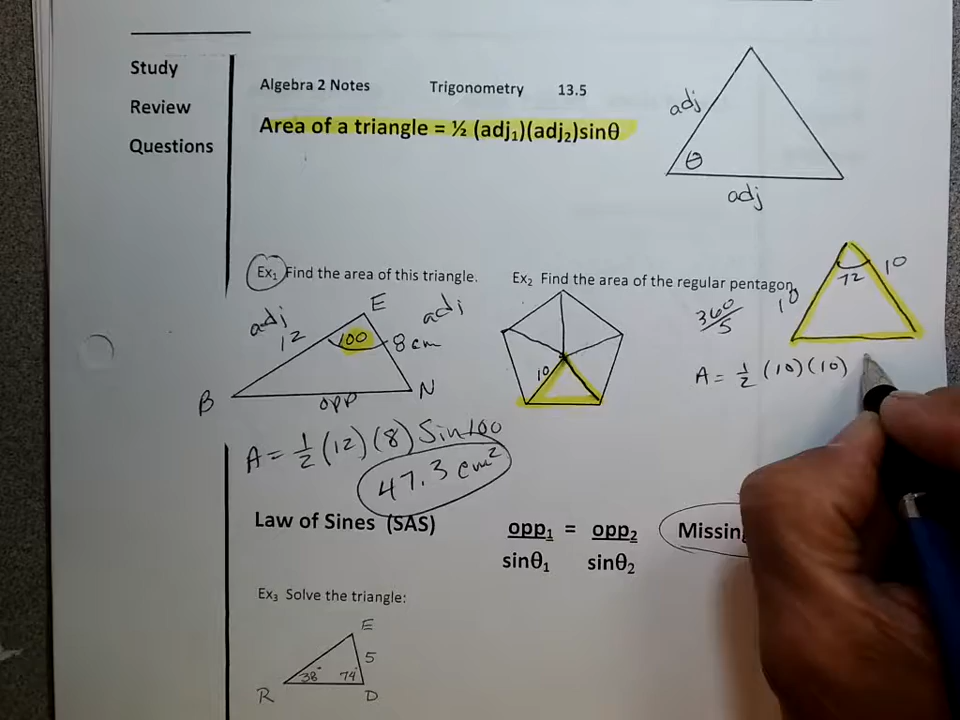 Study
Review
Questions
Algebra 2 Notes Trigonometry 13.5
Area of a triangle = ½ (adj₁)(adj₂)sinθ
adj
θ
adj
Ex₁ Find the area of this triangle.
E
adj
12
100
adj
8 cm
B
opp
N
A = 1/2 (12)(8) Sin 100
47.3 cm²
Ex₂ Find the area of the regular pentagon.
10
360/5
10
72
10
A = 1/2 (10)(10)
Law of Sines (SAS)
opp₁ = opp₂
sinθ₁ sinθ₂
Ex₃ Solve the triangle:
E
5
38°
74°
R
D